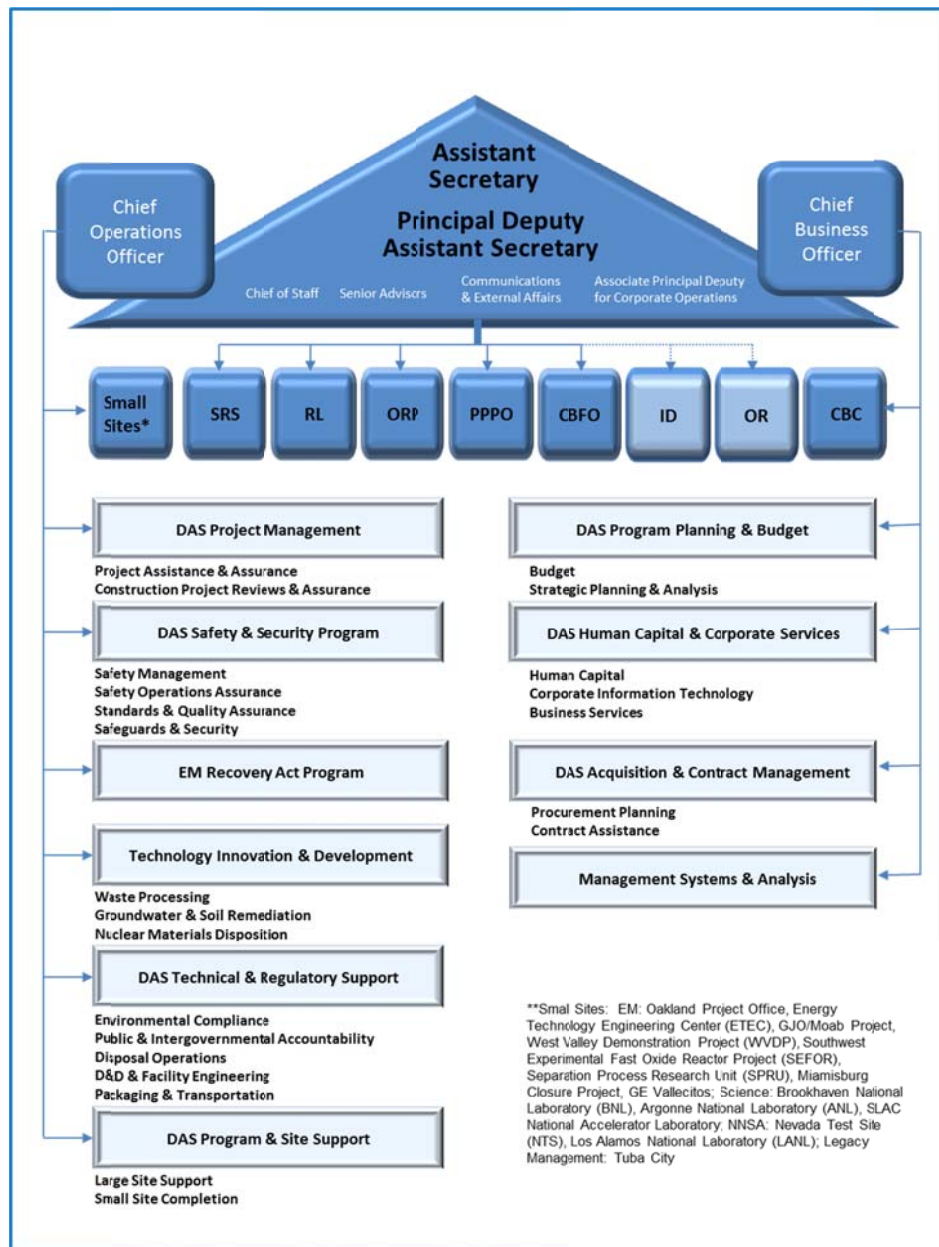 Assistant
Secretary
Principal Deputy
Assistant Secretary
Chief
Operations
Officer
Chief
Business
Officer
Chief of Staff
Senior Advisors
Communications
& External Affairs
Associate Principal Deputy
for Corporate Operations
Small
Sites*
SRS
RL
ORP
PPPO
CBFO
ID
OR
CBC
DAS Project Management
Project Assistance & Assurance
Construction Project Reviews & Assurance
DAS Safety & Security Program
Safety Management
Safety Operations Assurance
Standards & Quality Assurance
Safeguards & Security
EM Recovery Act Program
Technology Innovation & Development
Waste Processing
Groundwater & Soil Remediation
Nuclear Materials Disposition
DAS Technical & Regulatory Support
Environmental Compliance
Public & Intergovernmental Accountability
Disposal Operations
D&D & Facility Engineering
Packaging & Transportation
DAS Program & Site Support
Large Site Support
Small Site Completion
DAS Program Planning & Budget
Budget
Strategic Planning & Analysis
DAS Human Capital & Corporate Services
Human Capital
Corporate Information Technology
Business Services
DAS Acquisition & Contract Management
Procurement Planning
Contract Assistance
Management Systems & Analysis
**Smal Sites: EM: Oakland Project Office, Energy
Technology Engineering Center (ETEC), GJO/Moab Project,
West Valley Demonstration Project (WVDP), Southwest
Experimental Fast Oxide Reactor Project (SEFOR),
Separation Process Research Unit (SPRU), Miamisburg
Closure Project, GE Vallecitos; Science: Brookhaven National
Laboratory (BNL), Argonne National Laboratory (ANL), SLAC
National Accelerator Laboratory; NNSA: Nevada Test Site
(NTS), Los Alamos National Laboratory (LANL); Legacy
Management: Tuba City